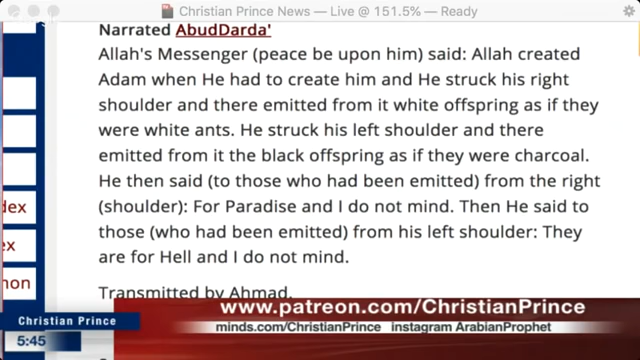 Christian Prince News — Live @ 151.5% — Ready
Narrated AbudDarda'
Allah's Messenger (peace be upon him) said: Allah created
Adam when He had to create him and He struck his right
shoulder and there emitted from it white offspring as if they
were white ants. He struck his left shoulder and there
emitted from it the black offspring as if they were charcoal.
He then said (to those who had been emitted) from the right
(shoulder): For Paradise and I do not mind. Then He said to
those (who had been emitted) from his left shoulder: They
are for Hell and I do not mind.
Transmitted by Ahmad.
dex
ex
non
www.patreon.com/ChristianPrince
Christian Prince
minds.com/ChristianPrince instagram ArabianProphet
5:45